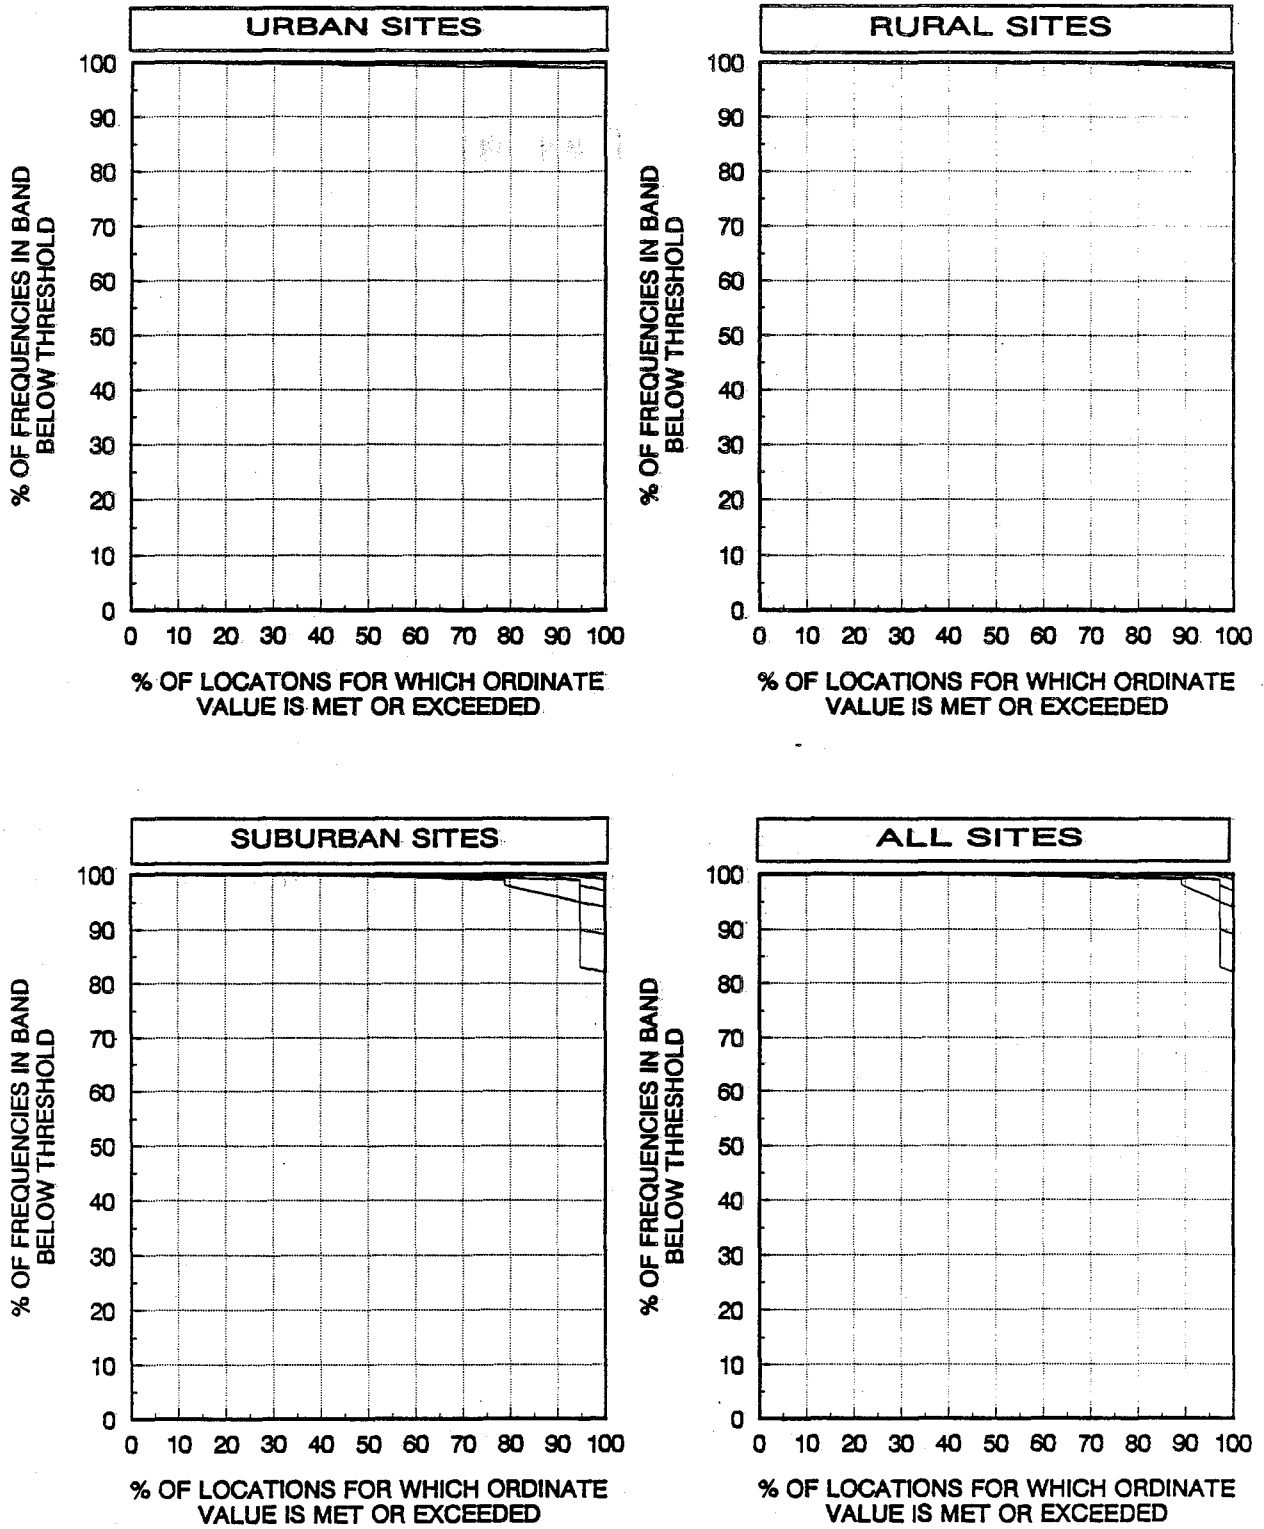 URBAN SITES
100
90
80
70
60
50
40
30
20
10
0
% OF FREQUENCIES IN BAND
BELOW THRESHOLD
0 10 20 30 40 50 60 70 80 90 100
% OF LOCATONS FOR WHICH ORDINATE
VALUE IS MET OR EXCEEDED
RURAL SITES
100
90
80
70
60
50
40
30
20
10
0
% OF FREQUENCIES IN BAND
BELOW THRESHOLD
0 10 20 30 40 50 60 70 80 90 100
% OF LOCATIONS FOR WHICH ORDINATE
VALUE IS MET OR EXCEEDED
SUBURBAN SITES
100
90
80
70
60
50
40
30
20
10
0
% OF FREQUENCIES IN BAND
BELOW THRESHOLD
0 10 20 30 40 50 60 70 80 90 100
% OF LOCATIONS FOR WHICH ORDINATE
VALUE IS MET OR EXCEEDED
ALL SITES
100
90
80
70
60
50
40
30
20
10
0
% OF FREQUENCIES IN BAND
BELOW THRESHOLD
0 10 20 30 40 50 60 70 80 90 100
% OF LOCATIONS FOR WHICH ORDINATE
VALUE IS MET OR EXCEEDED